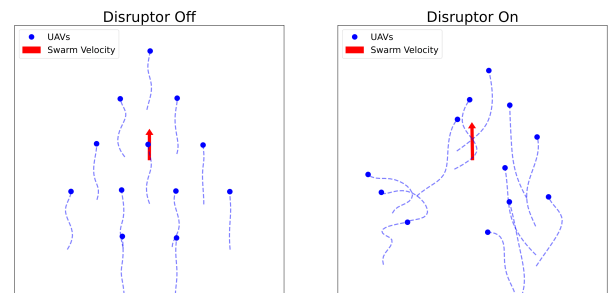 Disruptor Off
UAVs
Swarm Velocity
Disruptor On
UAVs
Swarm Velocity